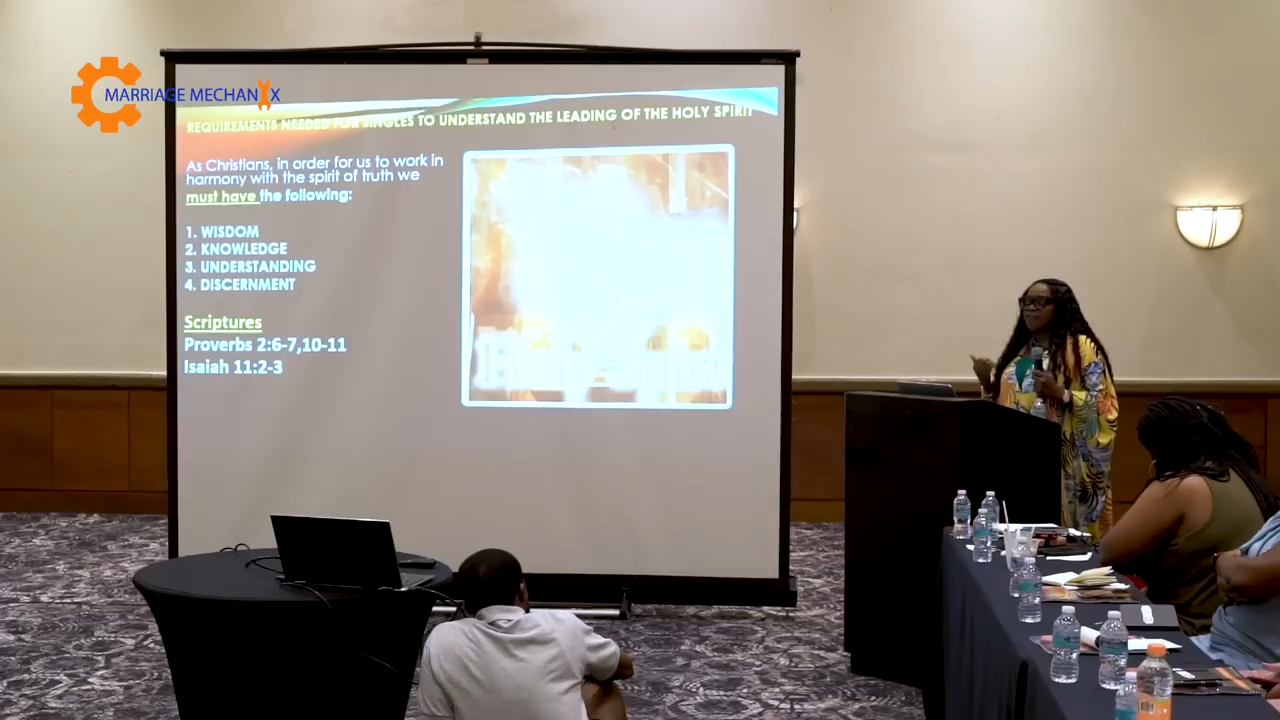 MARRIAGE MECHANIX
REQUIREMENTS NEEDED FOR SINGLES TO UNDERSTAND THE LEADING OF THE HOLY SPIRIT
As Christians, in order for us to work in
harmony with the spirit of truth we
must have the following:
1. WISDOM
2. KNOWLEDGE
3. UNDERSTANDING
4. DISCERNMENT
Scriptures
Proverbs 2:6-7,10-11
Isaiah 11:2-3
Holy Spirit